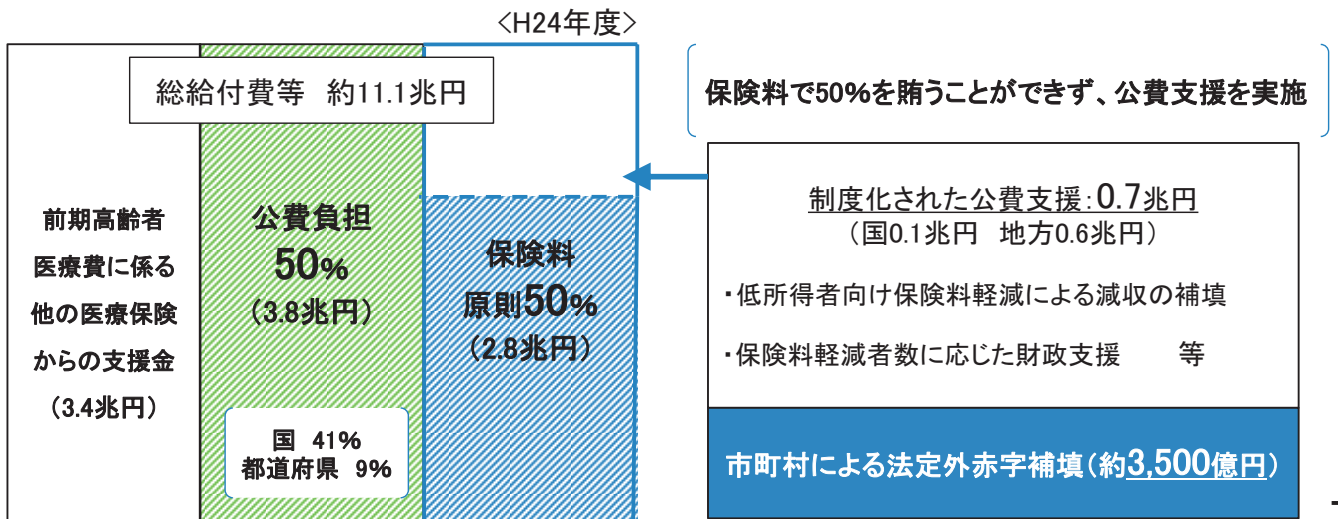 <H24年度>
総給付費等 約11.1兆円
前期高齢者
医療費に係る
他の医療保険
からの支援金
(3.4兆円)
公費負担
50%
(3.8兆円)
国 41%
都道府県 9%
保険料
原則50%
(2.8兆円)
保険料で50%を賄うことができず、公費支援を実施
制度化された公費支援:0.7兆円
(国0.1兆円 地方0.6兆円)
・低所得者向け保険料軽減による減収の補填
・保険料軽減者数に応じた財政支援 等
市町村による法定外赤字補填(約3,500億円)